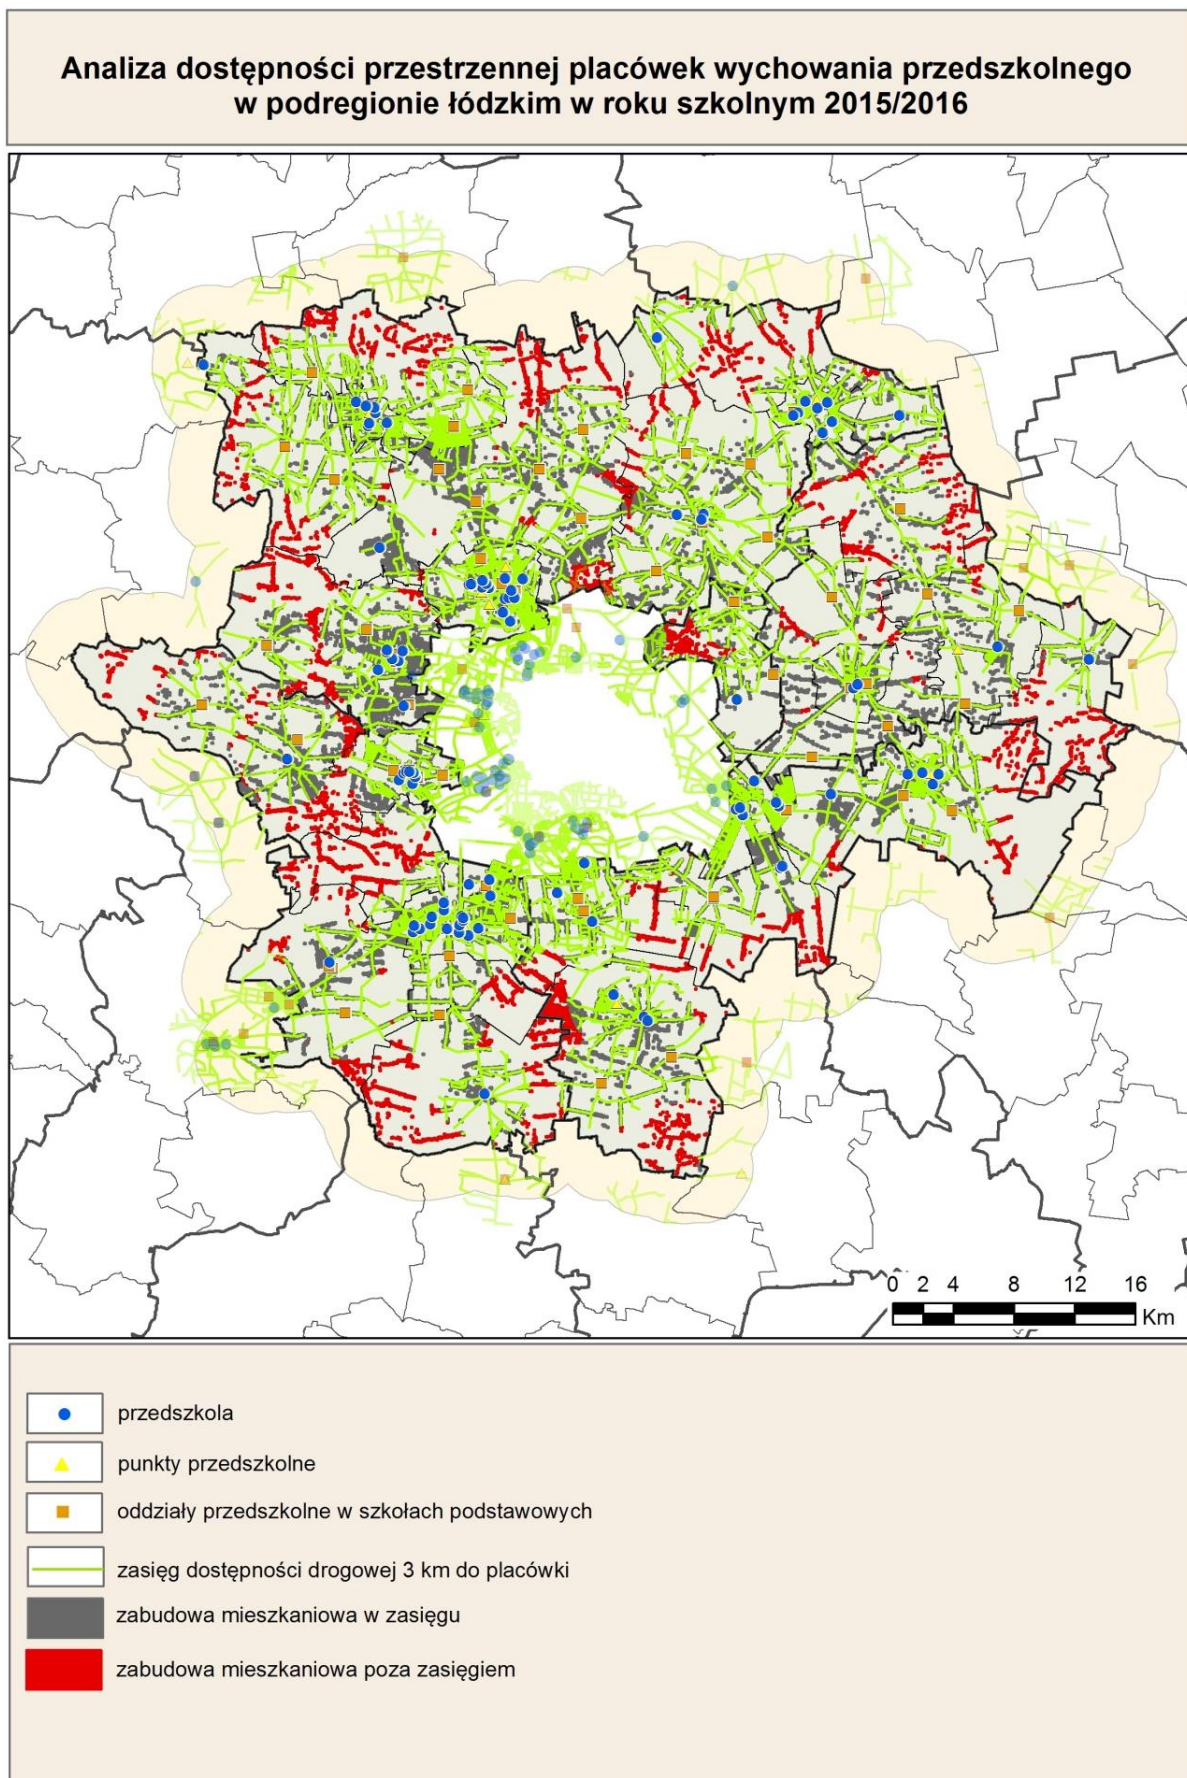 Analiza dostępności przestrzennej placówek wychowania przedszkolnego
w podregionie łódzkim w roku szkolnym 2015/2016
0 2 4 8 12 16
Km
przedszkola
punkty przedszkolne
oddziały przedszkolne w szkołach podstawowych
zasięg dostępności drogowej 3 km do placówki
zabudowa mieszkaniowa w zasięgu
zabudowa mieszkaniowa poza zasięgiem